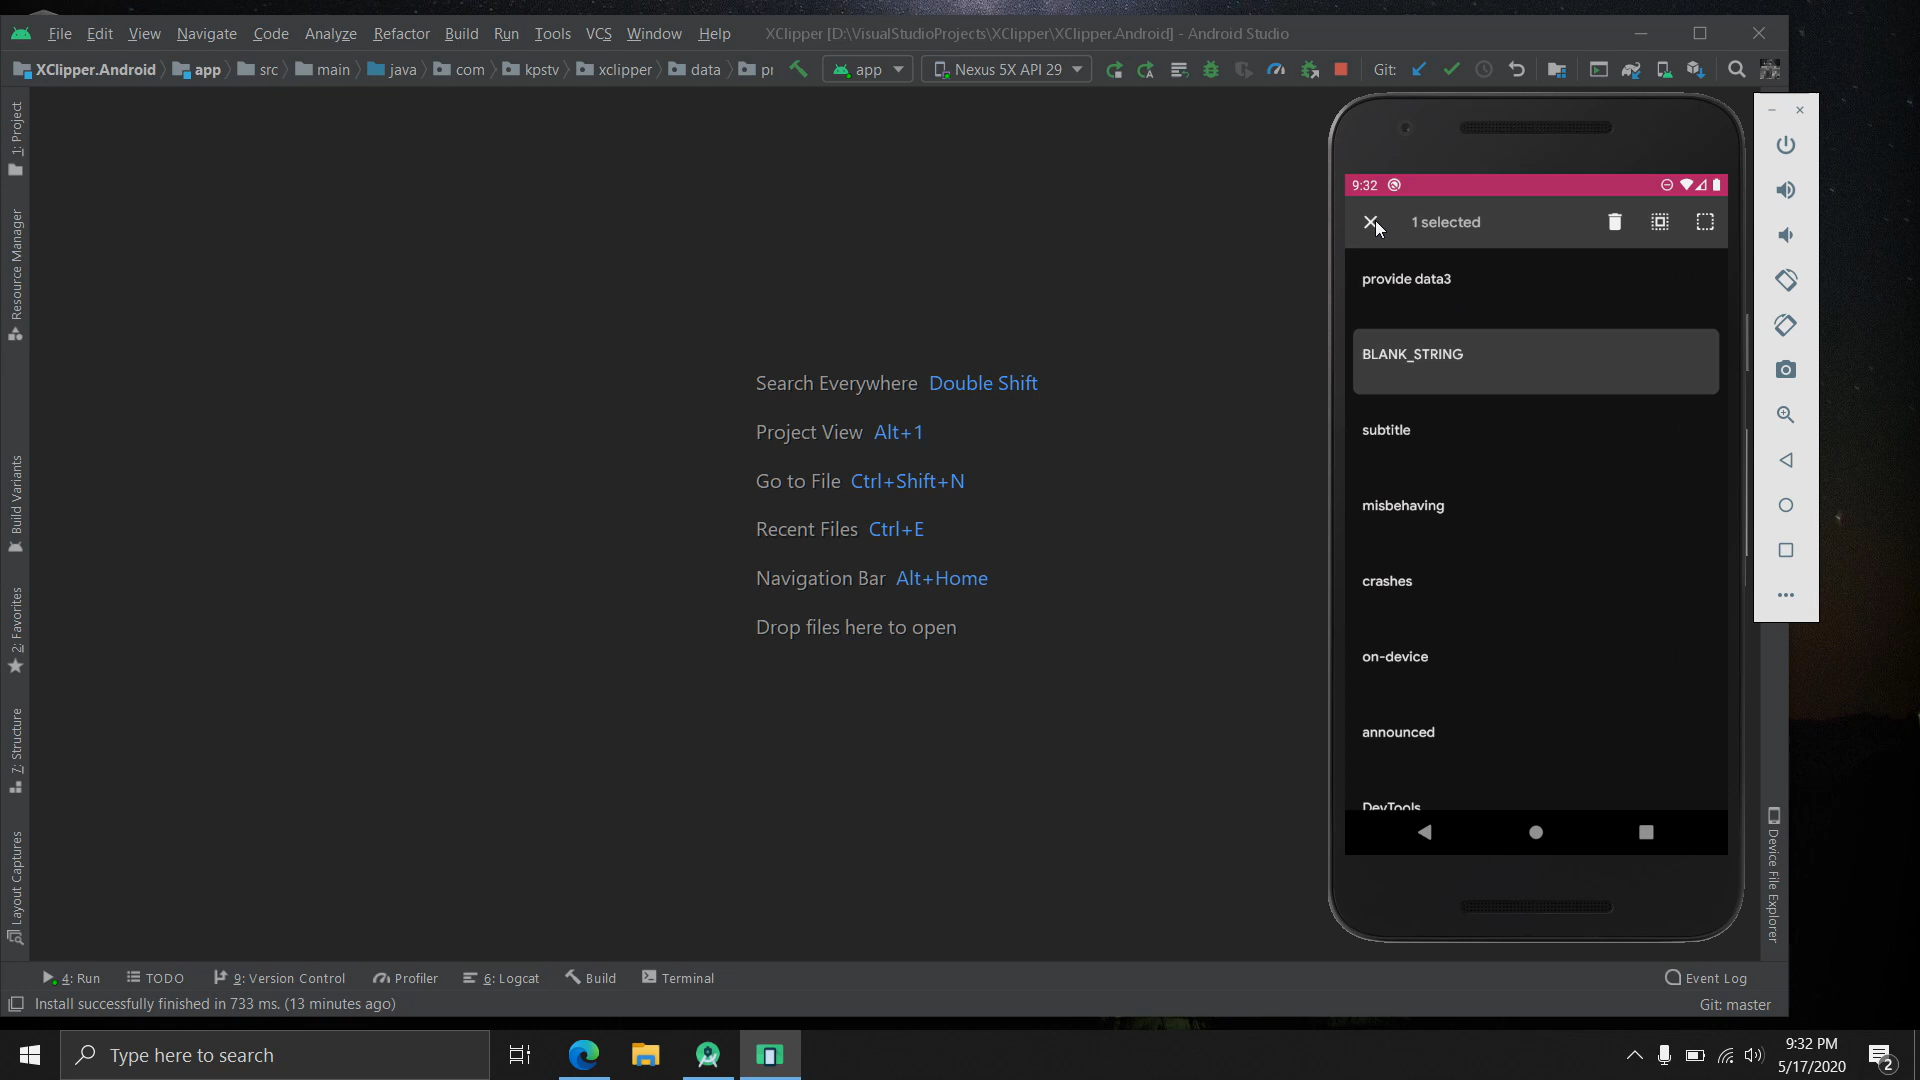 File Edit View Navigate Code Analyze Refactor Build Run Tools VCS Window Help XClipper [D:\VisualStudioProjects\XClipper\XClipper.Android] - Android Studio
XClipper.Android app src main java com kpstv xclipper data pr app Nexus 5X API 29 Git:
1: Project
Resource Manager
Build Variants
2: Favorites
7: Structure
Layout Captures
Search Everywhere Double Shift
Project View Alt+1
Go to File Ctrl+Shift+N
Recent Files Ctrl+E
Navigation Bar Alt+Home
Drop files here to open
9:32
1 selected
provide data3
BLANK_STRING
subtitle
misbehaving
crashes
on-device
announced
DevTools
Device File Explorer
4: Run TODO 9: Version Control Profiler 6: Logcat Build Terminal Event Log
Install successfully finished in 733 ms. (13 minutes ago) Git: master
Type here to search
9:32 PM
5/17/2020
2